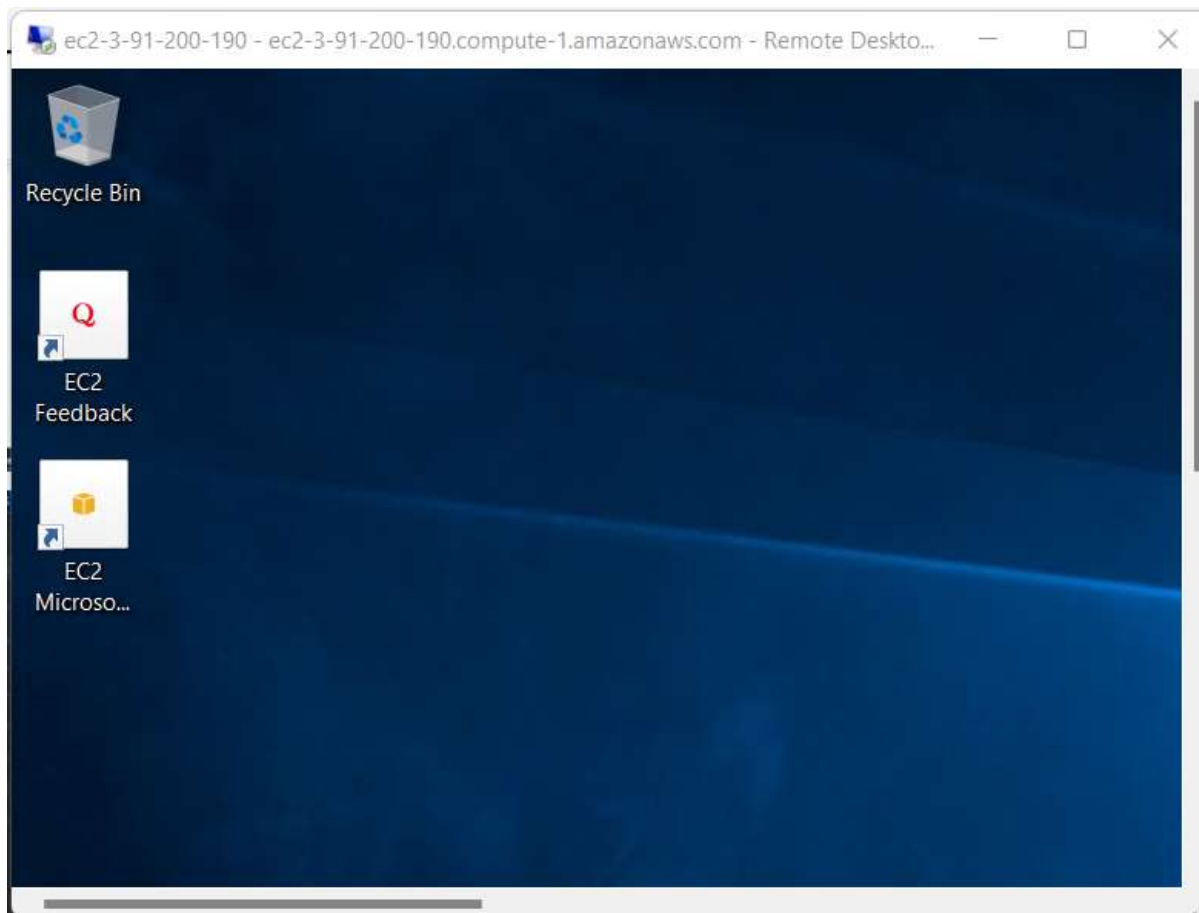 ec2-3-91-200-190 - ec2-3-91-200-190.compute-1.amazonaws.com - Remote Deskto...
Recycle Bin
Q
EC2
Feedback
EC2
Microso...